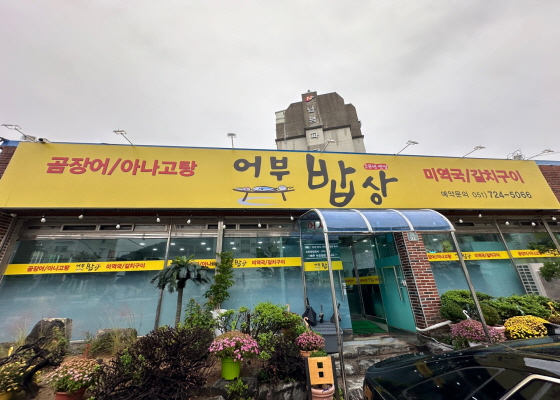 곰장어/아나고탕
어부밥상
미역국/갈치구이
예약문의 (051) 724-5066
곰장어/아나고탕 어부밥상 미역국/갈치구이